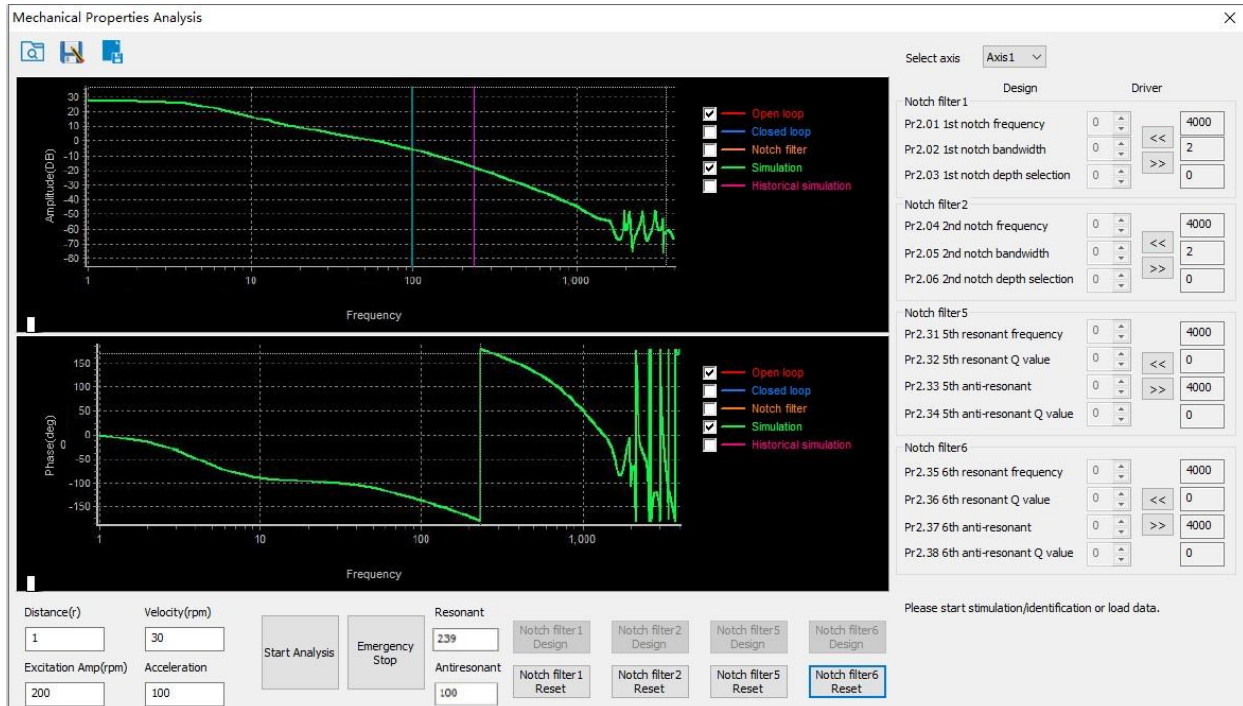 Mechanical Properties Analysis
Select axis Axis1
Design Driver
30
20
10
0
-10
-20
-30
-40
-50
-60
-70
-80
Amplitude(DB)
1 10 100 1,000
Frequency
Open loop
Closed loop
Notch filter
Simulation
Historical simulation
150
100
50
0
-50
-100
-150
Phase(deg)
0
1 10 100 1,000
Frequency
Open loop
Closed loop
Notch filter
Simulation
Historical simulation
Notch filter1
Pr2.01 1st notch frequency 0 4000
<<
Pr2.02 1st notch bandwidth 0 2
>>
Pr2.03 1st notch depth selection 0 0
Notch filter2
Pr2.04 2nd notch frequency 0 4000
<<
Pr2.05 2nd notch bandwidth 0 2
>>
Pr2.06 2nd notch depth selection 0 0
Notch filter5
Pr2.31 5th resonant frequency 0 4000
Pr2.32 5th resonant Q value 0 << 0
Pr2.33 5th anti-resonant 0 >> 4000
Pr2.34 5th anti-resonant Q value 0 0
Notch filter6
Pr2.35 6th resonant frequency 0 4000
Pr2.36 6th resonant Q value 0 << 0
Pr2.37 6th anti-resonant 0 >> 4000
Pr2.38 6th anti-resonant Q value 0 0
Please start stimulation/identification or load data.
Distance(r) Velocity(rpm)
1 30
Excitation Amp(rpm) Acceleration
200 100
Start Analysis
Emergency
Stop
Resonant
239
Antiresonant
100
Notch filter1
Design
Notch filter2
Design
Notch filter5
Design
Notch filter6
Design
Notch filter1
Reset
Notch filter2
Reset
Notch filter5
Reset
Notch filter6
Reset